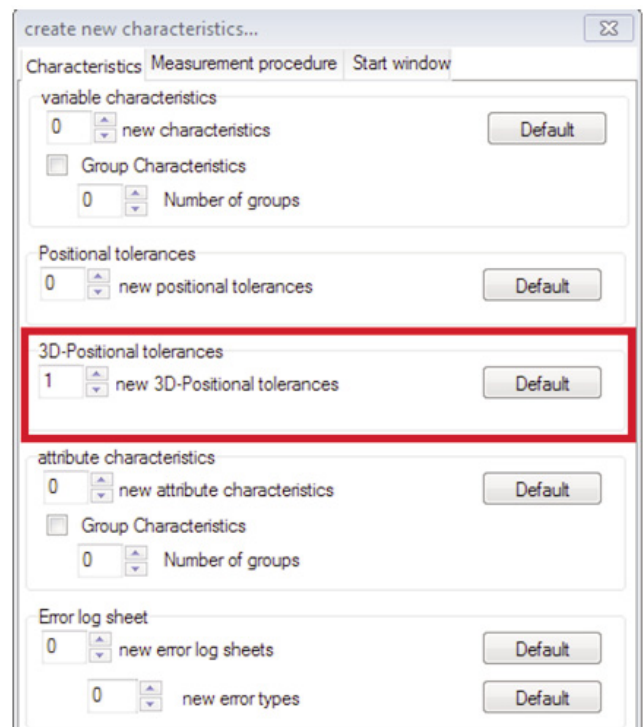 create new characteristics...
Characteristics Measurement procedure Start window
variable characteristics
0 new characteristics Default
Group Characteristics
0 Number of groups
Positional tolerances
0 new positional tolerances Default
3D-Positional tolerances
1 new 3D-Positional tolerances Default
attribute characteristics
0 new attribute characteristics Default
Group Characteristics
0 Number of groups
Error log sheet
0 new error log sheets Default
0 new error types Default